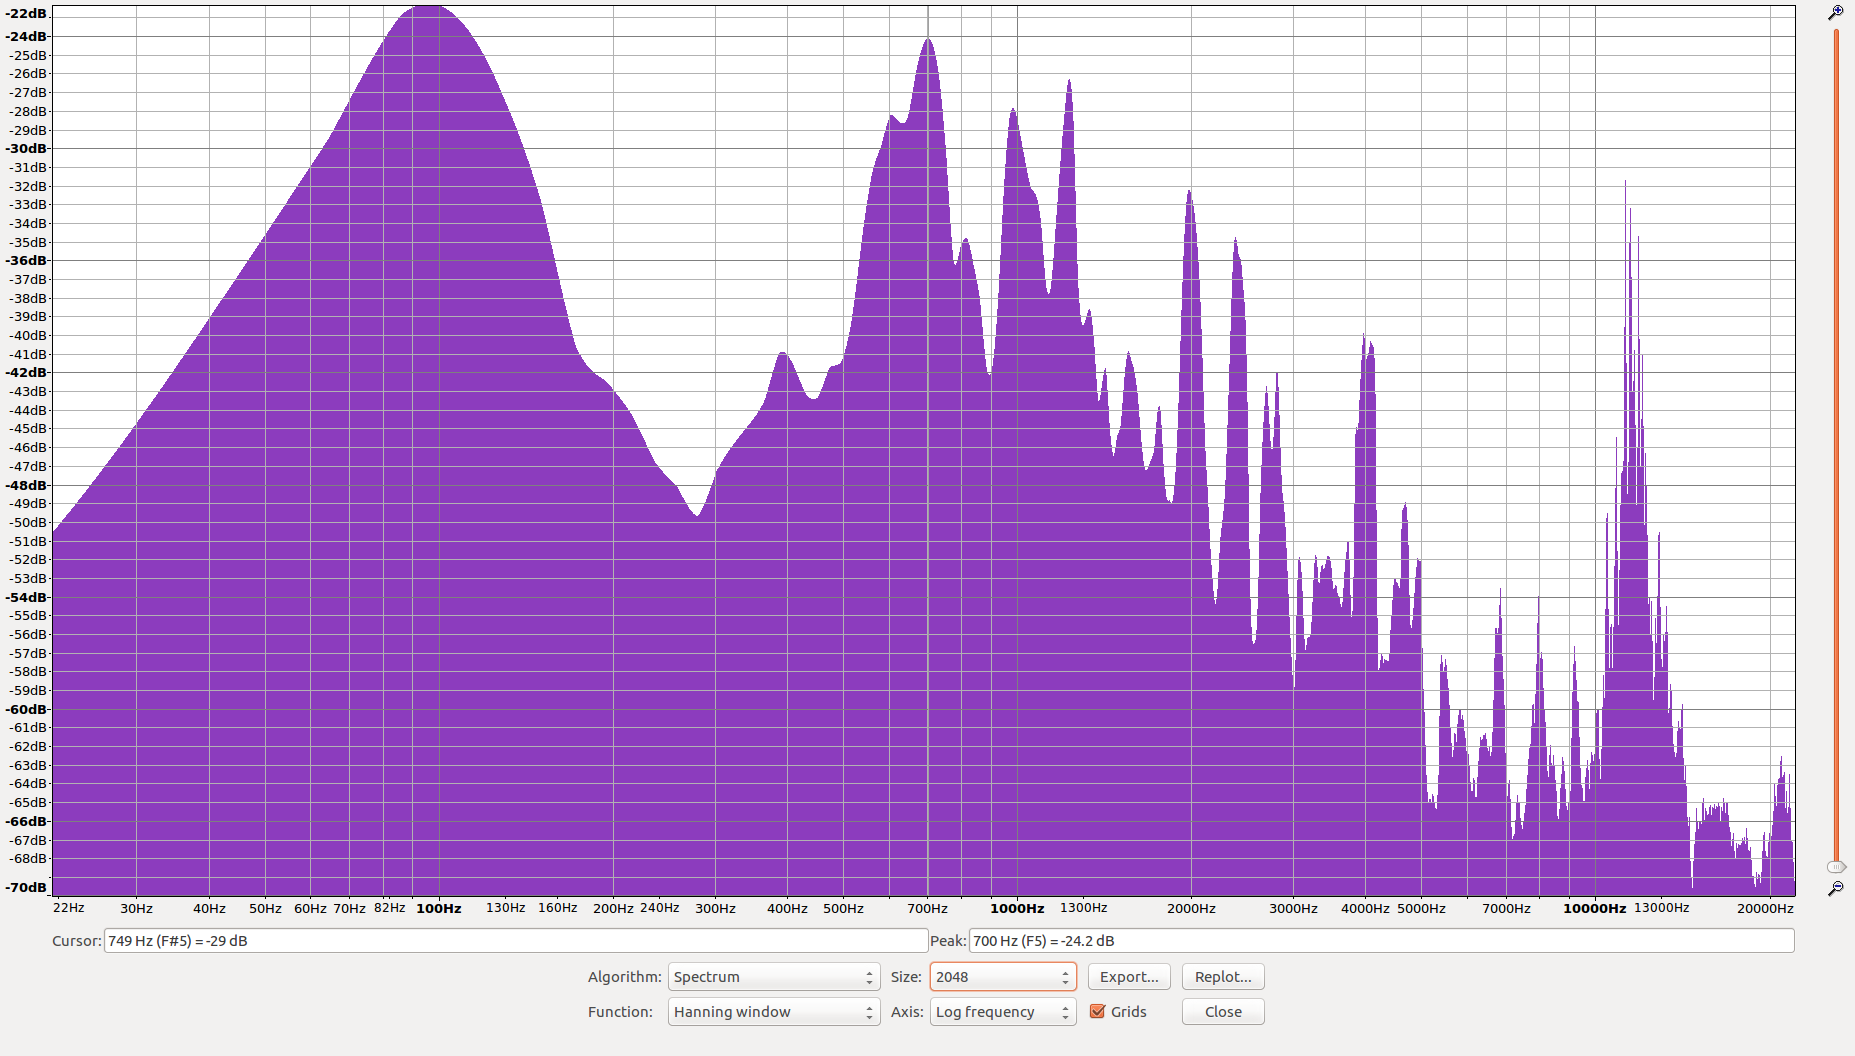 -22dB
-24dB
-25dB
-26dB
-27dB
-28dB
-29dB
-30dB
-31dB
-32dB
-33dB
-34dB
-35dB
-36dB
-37dB
-38dB
-39dB
-40dB
-41dB
-42dB
-43dB
-44dB
-45dB
-46dB
-47dB
-48dB
-49dB
-50dB
-51dB
-52dB
-53dB
-54dB
-55dB
-56dB
-57dB
-58dB
-59dB
-60dB
-61dB
-62dB
-63dB
-64dB
-65dB
-66dB
-67dB
-68dB
-70dB
22Hz 30Hz 40Hz 50Hz 60Hz 70Hz 82Hz 100Hz 130Hz 160Hz 200Hz 240Hz 300Hz 400Hz 500Hz 700Hz 1000Hz 1300Hz 2000Hz 3000Hz 4000Hz 5000Hz 7000Hz 10000Hz 13000Hz 20000Hz
Cursor: 749 Hz (F#5) = -29 dB Peak: 700 Hz (F5) = -24.2 dB
Algorithm: Spectrum Size: 2048 Export... Replot...
Function: Hanning window Axis: Log frequency Grids Close